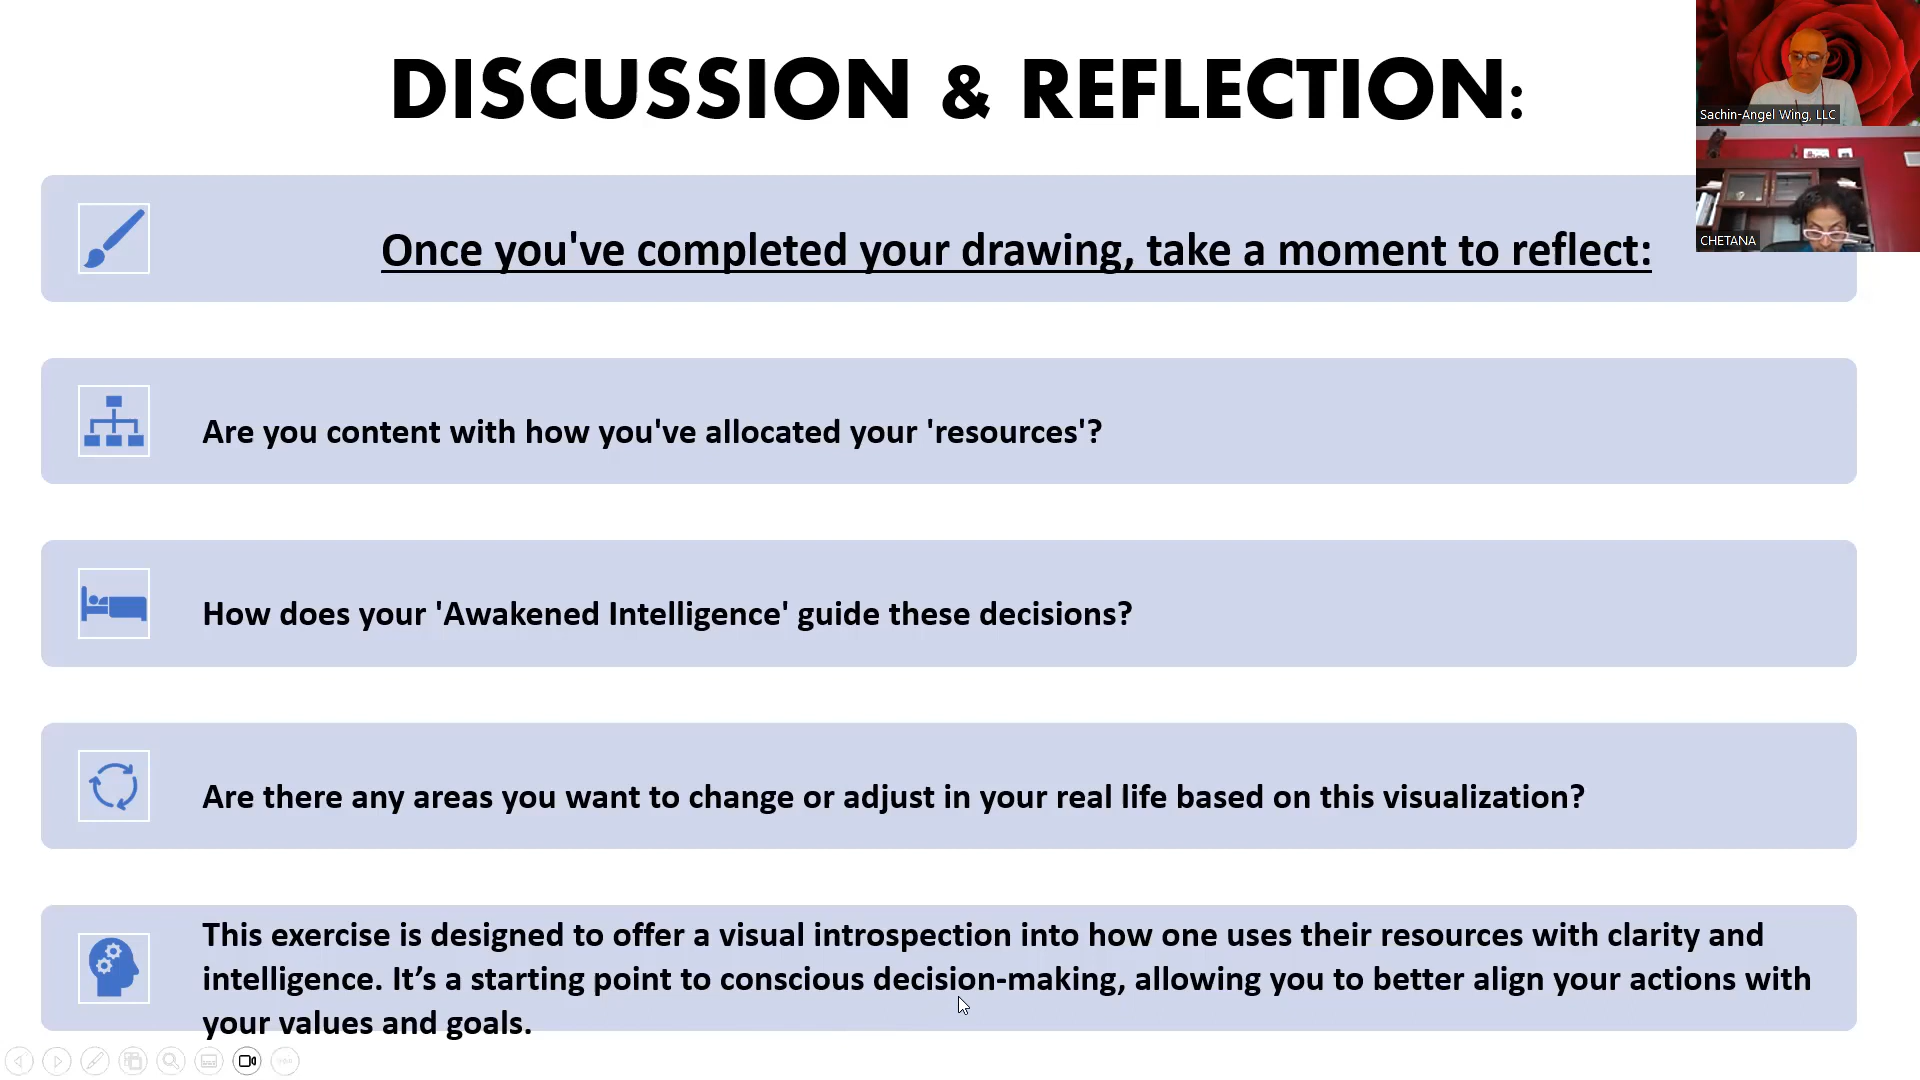 DISCUSSION & REFLECTION:
Sachin-Angel Wing, LLC
CHETANA
Once you've completed your drawing, take a moment to reflect:
Are you content with how you've allocated your 'resources'?
How does your 'Awakened Intelligence' guide these decisions?
Are there any areas you want to change or adjust in your real life based on this visualization?
This exercise is designed to offer a visual introspection into how one uses their resources with clarity and
intelligence. It’s a starting point to conscious decision-making, allowing you to better align your actions with
your values and goals.